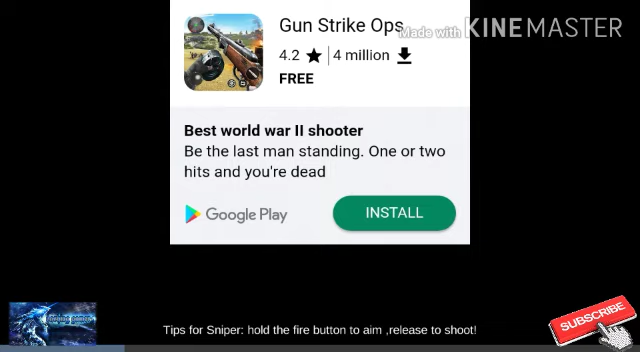 Gun Strike Ops
Made with KINEMASTER
4.2 ★ | 4 million
FREE
Best world war II shooter
Be the last man standing. One or two
hits and you're dead
Google Play
INSTALL
SUBSCRIBE
Tips for Sniper: hold the fire button to aim ,release to shoot!